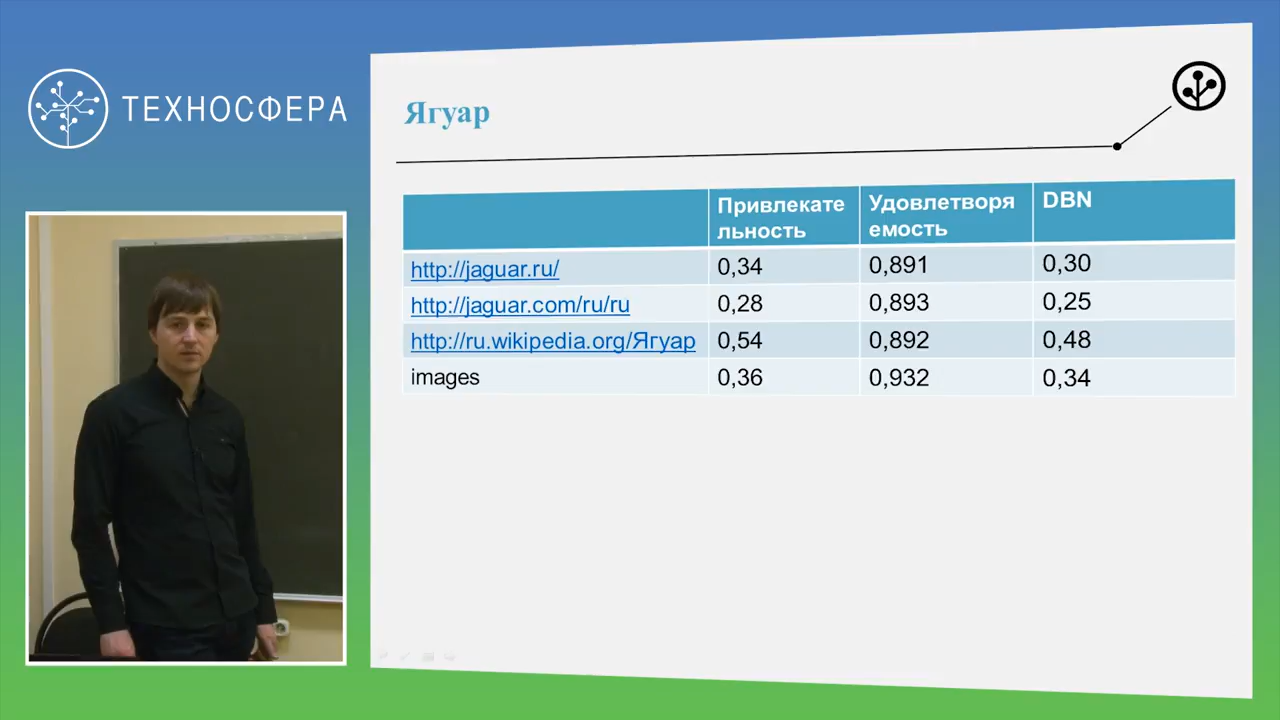 ТЕХНОСФЕРА
Ягуар
Привлекате
льность
Удовлетворя
емость
DBN
http://jaguar.ru/ 0,34 0,891 0,30
http://jaguar.com/ru/ru 0,28 0,893 0,25
http://ru.wikipedia.org/Ягуар 0,54 0,892 0,48
images 0,36 0,932 0,34